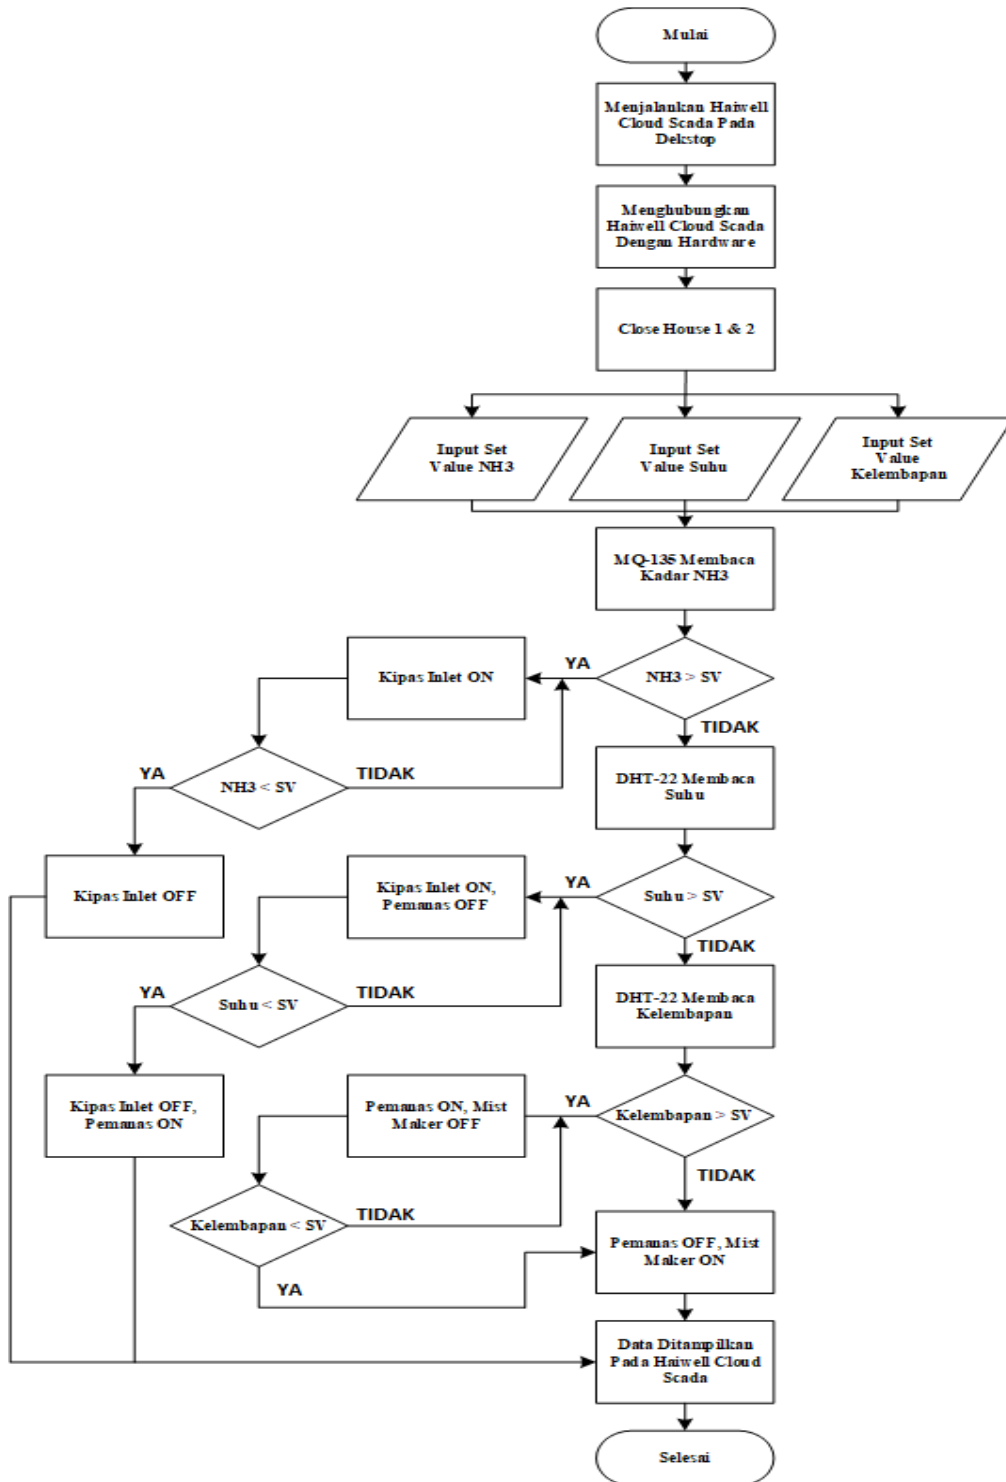 Mulai
Menjalankan Haiwell
Cloud Scada Pada
Dekstop
Menghubungkan
Haiwell Cloud Scada
Dengan Hardware
Close House 1 & 2
Input Set
Value NH3
Input Set
Value Suhu
Input Set
Value
Kelembapan
MQ-135 Membaca
Kadar NH3
NH3 > SV
YA
TIDAK
Kipas Inlet ON
NH3 < SV
YA
TIDAK
Kipas Inlet OFF
DHT-22 Membaca
Suhu
Suhu > SV
YA
TIDAK
Kipas Inlet ON,
Pemanas OFF
Suhu < SV
YA
TIDAK
Kipas Inlet OFF,
Pemanas ON
DHT-22 Membaca
Kelembapan
Kelembapan > SV
YA
TIDAK
Pemanas ON, Mist
Maker OFF
Kelembapan < SV
TIDAK
YA
Pemanas OFF, Mist
Maker ON
Data Ditampilkan
Pada Haiwell Cloud
Scada
Selesai